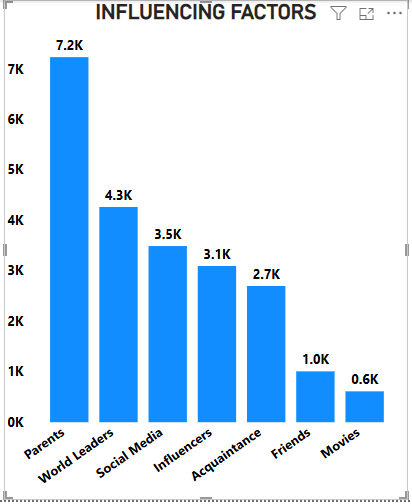 INFLUENCING FACTORS
7.2K
7K
6K
5K
4.3K
4K
3.5K
3.1K
3K
2.7K
2K
1.0K
1K
0.6K
0K
Parents
World Leaders
Social Media
Influencers
Acquaintance
Friends
Movies